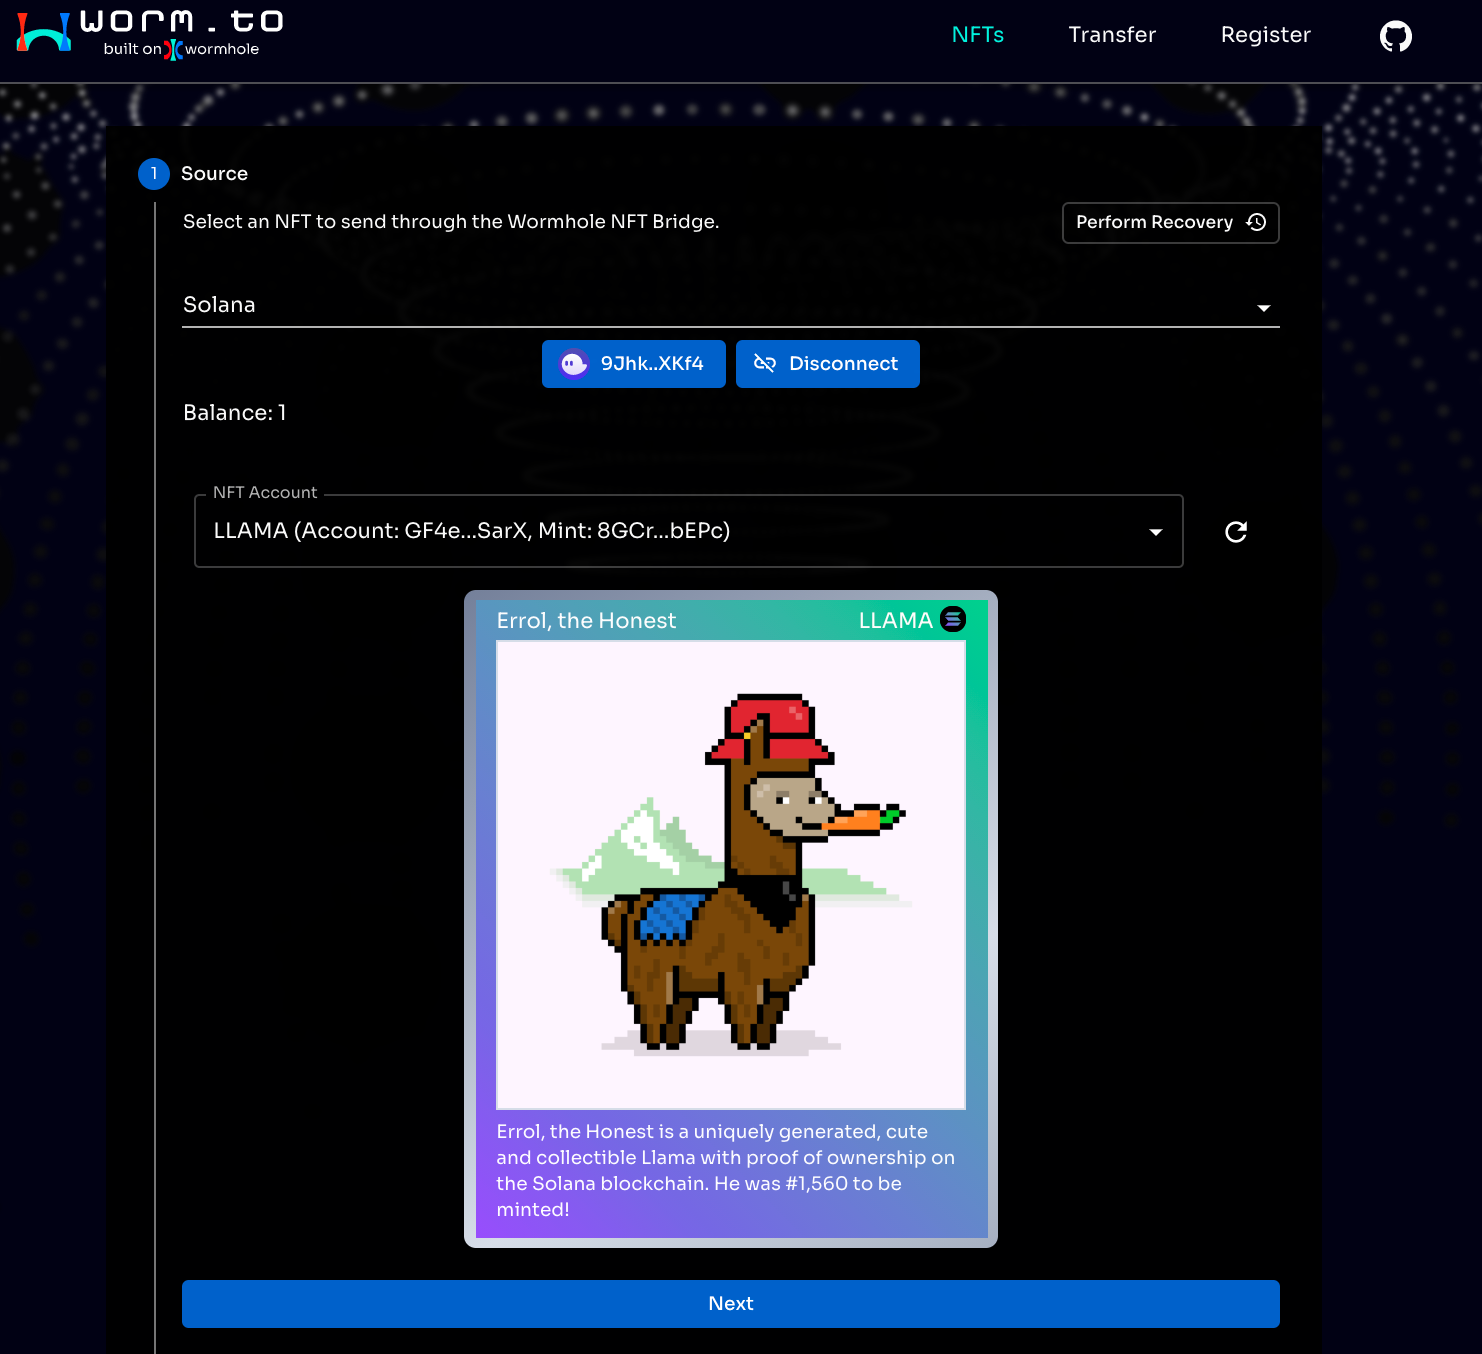 worm.to
built on wormhole
NFTs
Transfer
Register
1
Source
Select an NFT to send through the Wormhole NFT Bridge.
Perform Recovery
Solana
9Jhk..XKf4
Disconnect
Balance: 1
NFT Account
LLAMA (Account: GF4e...SarX, Mint: 8GCr...bEPc)
Errol, the Honest
LLAMA
Errol, the Honest is a uniquely generated, cute
and collectible Llama with proof of ownership on
the Solana blockchain. He was #1,560 to be
minted!
Next